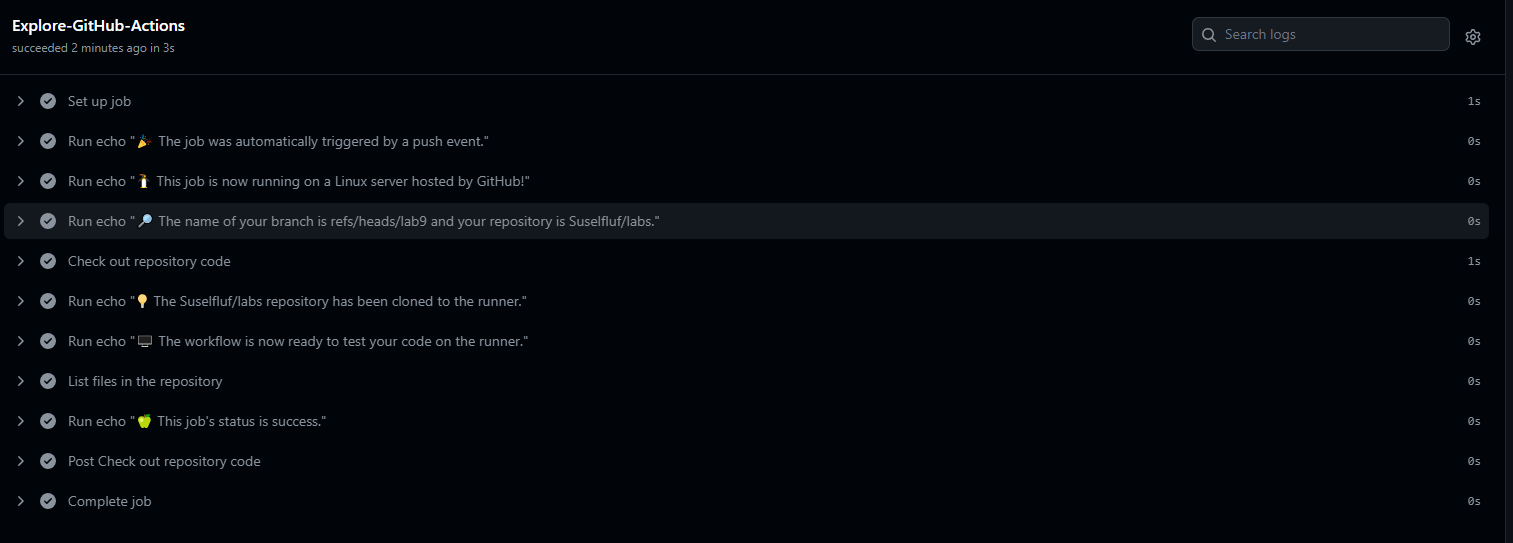 Explore-GitHub-Actions
succeeded 2 minutes ago in 3s
Search logs
Set up job 1s
Run echo "🎉 The job was automatically triggered by a push event." 0s
Run echo "🐧 This job is now running on a Linux server hosted by GitHub!" 0s
Run echo "🔎 The name of your branch is refs/heads/lab9 and your repository is Suselfluf/labs." 0s
Check out repository code 1s
Run echo "💡 The Suselfluf/labs repository has been cloned to the runner." 0s
Run echo "🖥️ The workflow is now ready to test your code on the runner." 0s
List files in the repository 0s
Run echo "🍏 This job's status is success." 0s
Post Check out repository code 0s
Complete job 0s